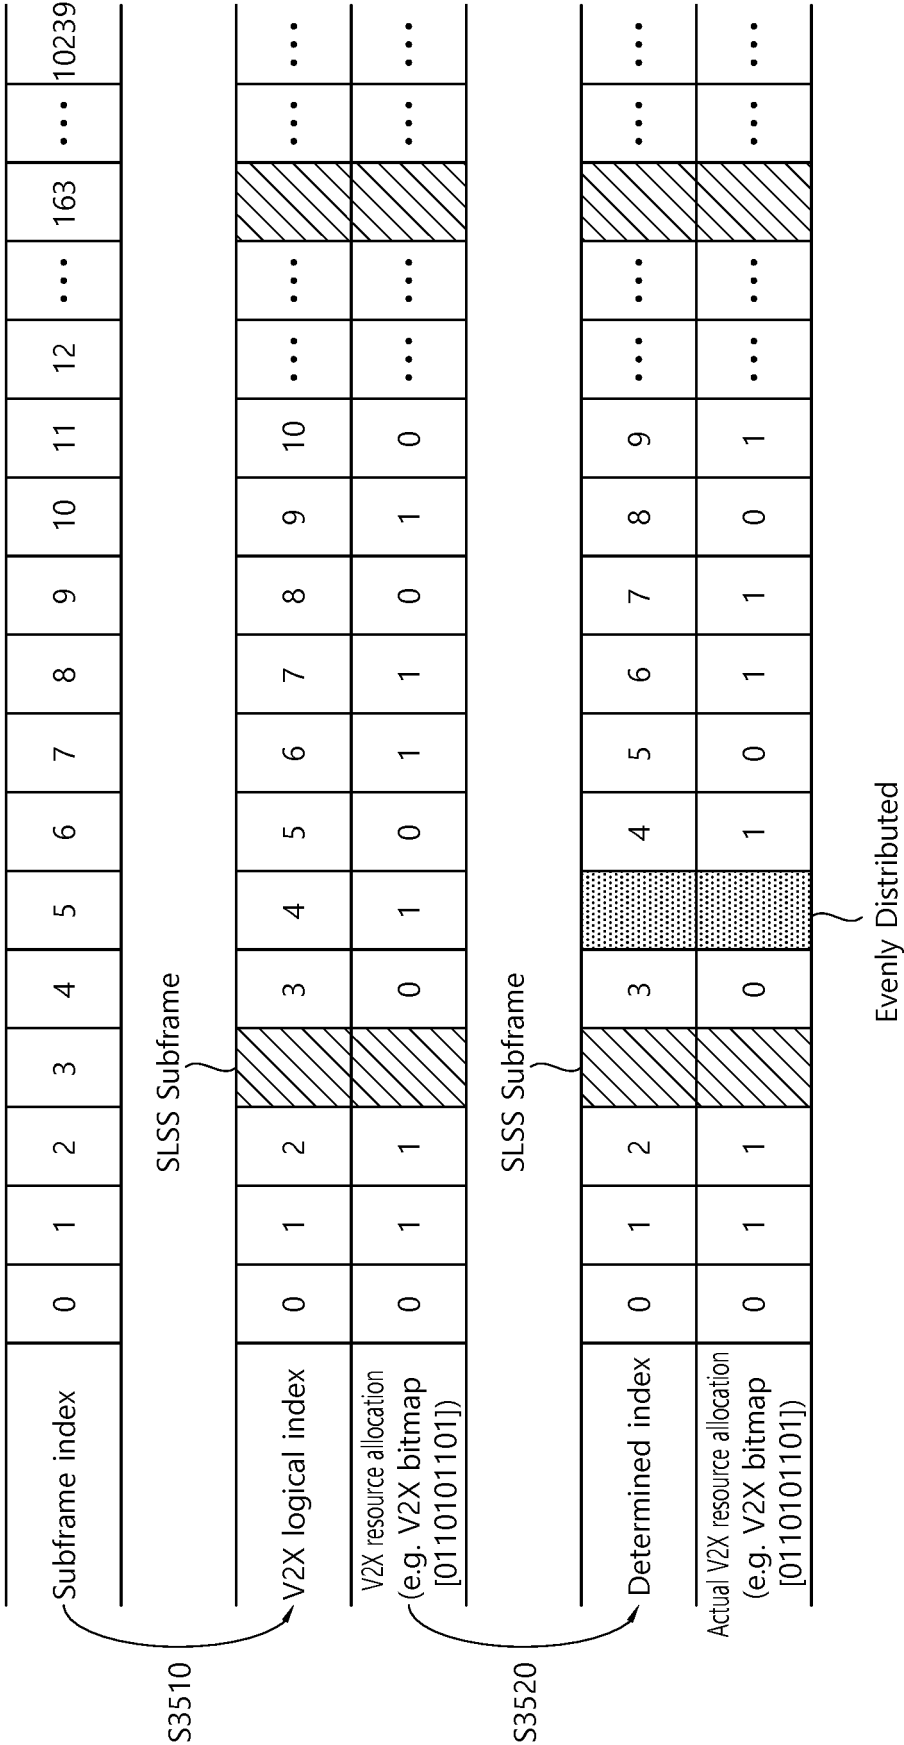 Subframe index 0 1 2 3 4 5 6 7 8 9 10 11 12 ... 163 ... 10239
S3510
SLSS Subframe
V2X logical index 0 1 2 3 4 5 6 7 8 9 10 ... ... ... ...
V2X resource allocation
(e.g. V2X bitmap 0 1 1 0 1 0 1 1 0 1 0 ... ... ... ...
[0110101101])
S3520
SLSS Subframe
Determined index 0 1 2 3 4 5 6 7 8 9 ... ... ... ...
Actual V2X resource allocation
(e.g. V2X bitmap 0 1 1 0 1 0 1 1 0 1 ... ... ... ...
[0110101101])
Evenly Distributed